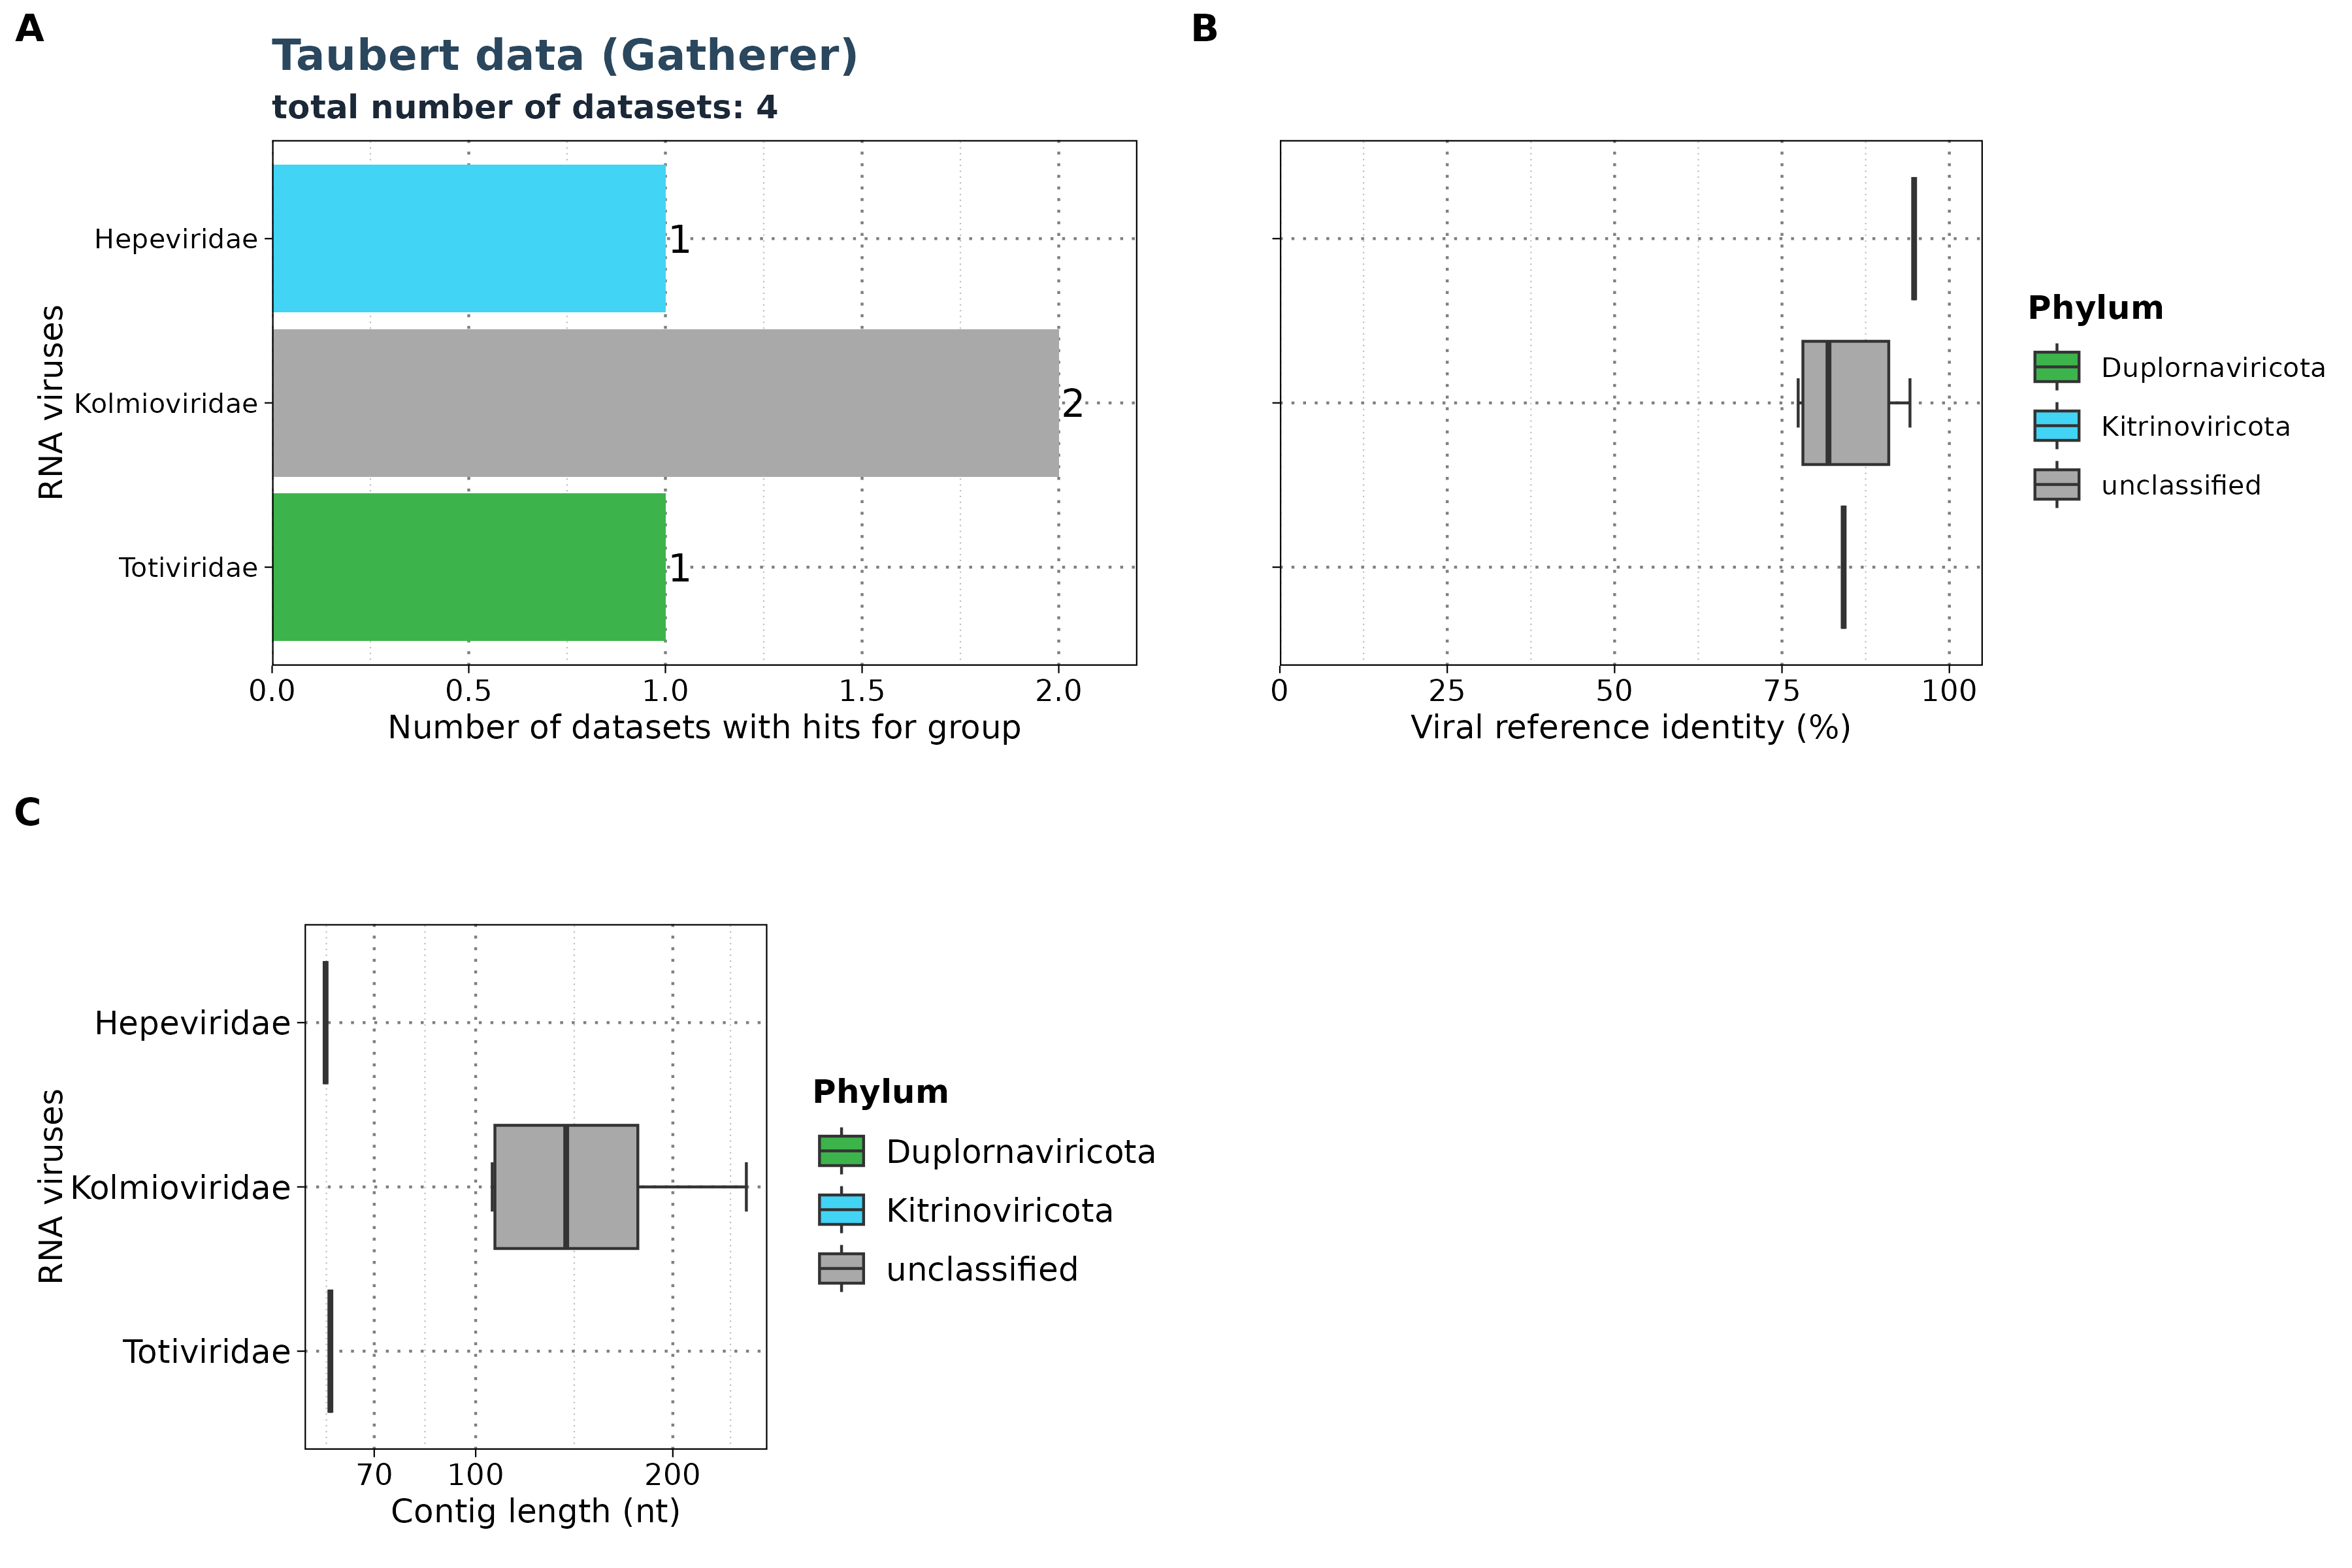 A
Taubert data (Gatherer)
total number of datasets: 4
RNA viruses
Hepeviridae
Kolmioviridae
Totiviridae
1
2
1
0.0 0.5 1.0 1.5 2.0
Number of datasets with hits for group
B
0 25 50 75 100
Viral reference identity (%)
Phylum
Duplornaviricota
Kitrinoviricota
unclassified
C
RNA viruses
Hepeviridae
Kolmioviridae
Totiviridae
70 100 200
Contig length (nt)
Phylum
Duplornaviricota
Kitrinoviricota
unclassified